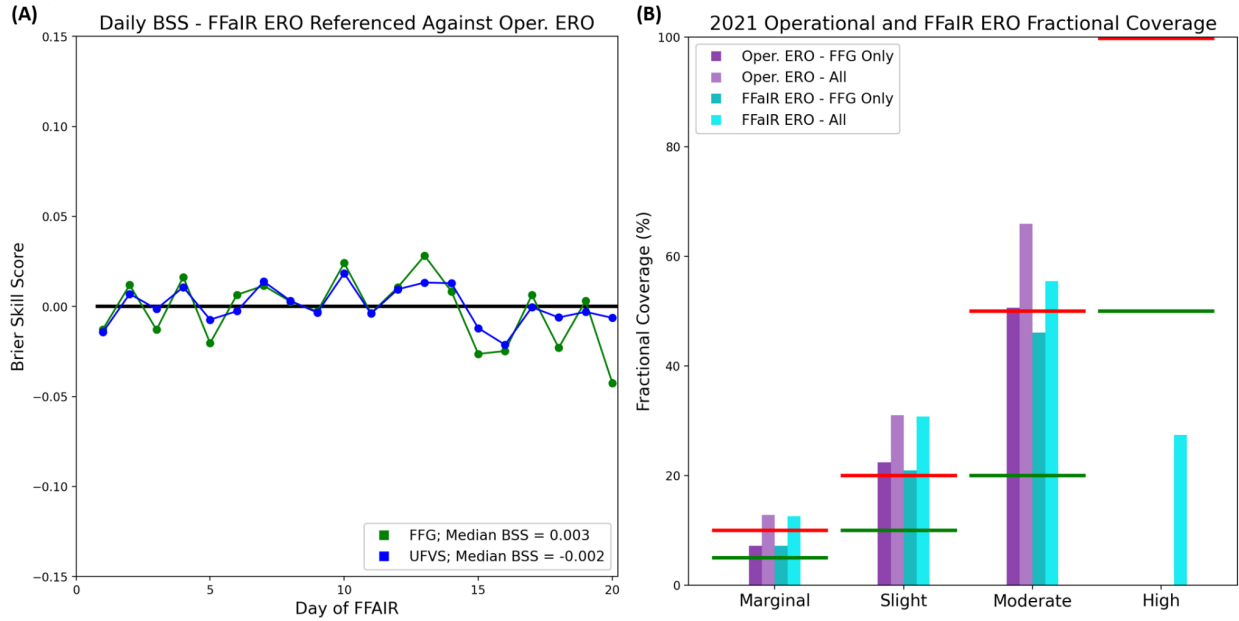 (A)
Daily BSS - FFaIR ERO Referenced Against Oper. ERO
0.15
0.10
0.05
0.00
−0.05
−0.10
−0.15
Brier Skill Score
FFG; Median BSS = 0.003
UFVS; Median BSS = -0.002
0 5 10 15 20
Day of FFAIR
(B)
2021 Operational and FFaIR ERO Fractional Coverage
100
80
60
40
20
0
Fractional Coverage (%)
Oper. ERO - FFG Only
Oper. ERO - All
FFaIR ERO - FFG Only
FFaIR ERO - All
Marginal Slight Moderate High